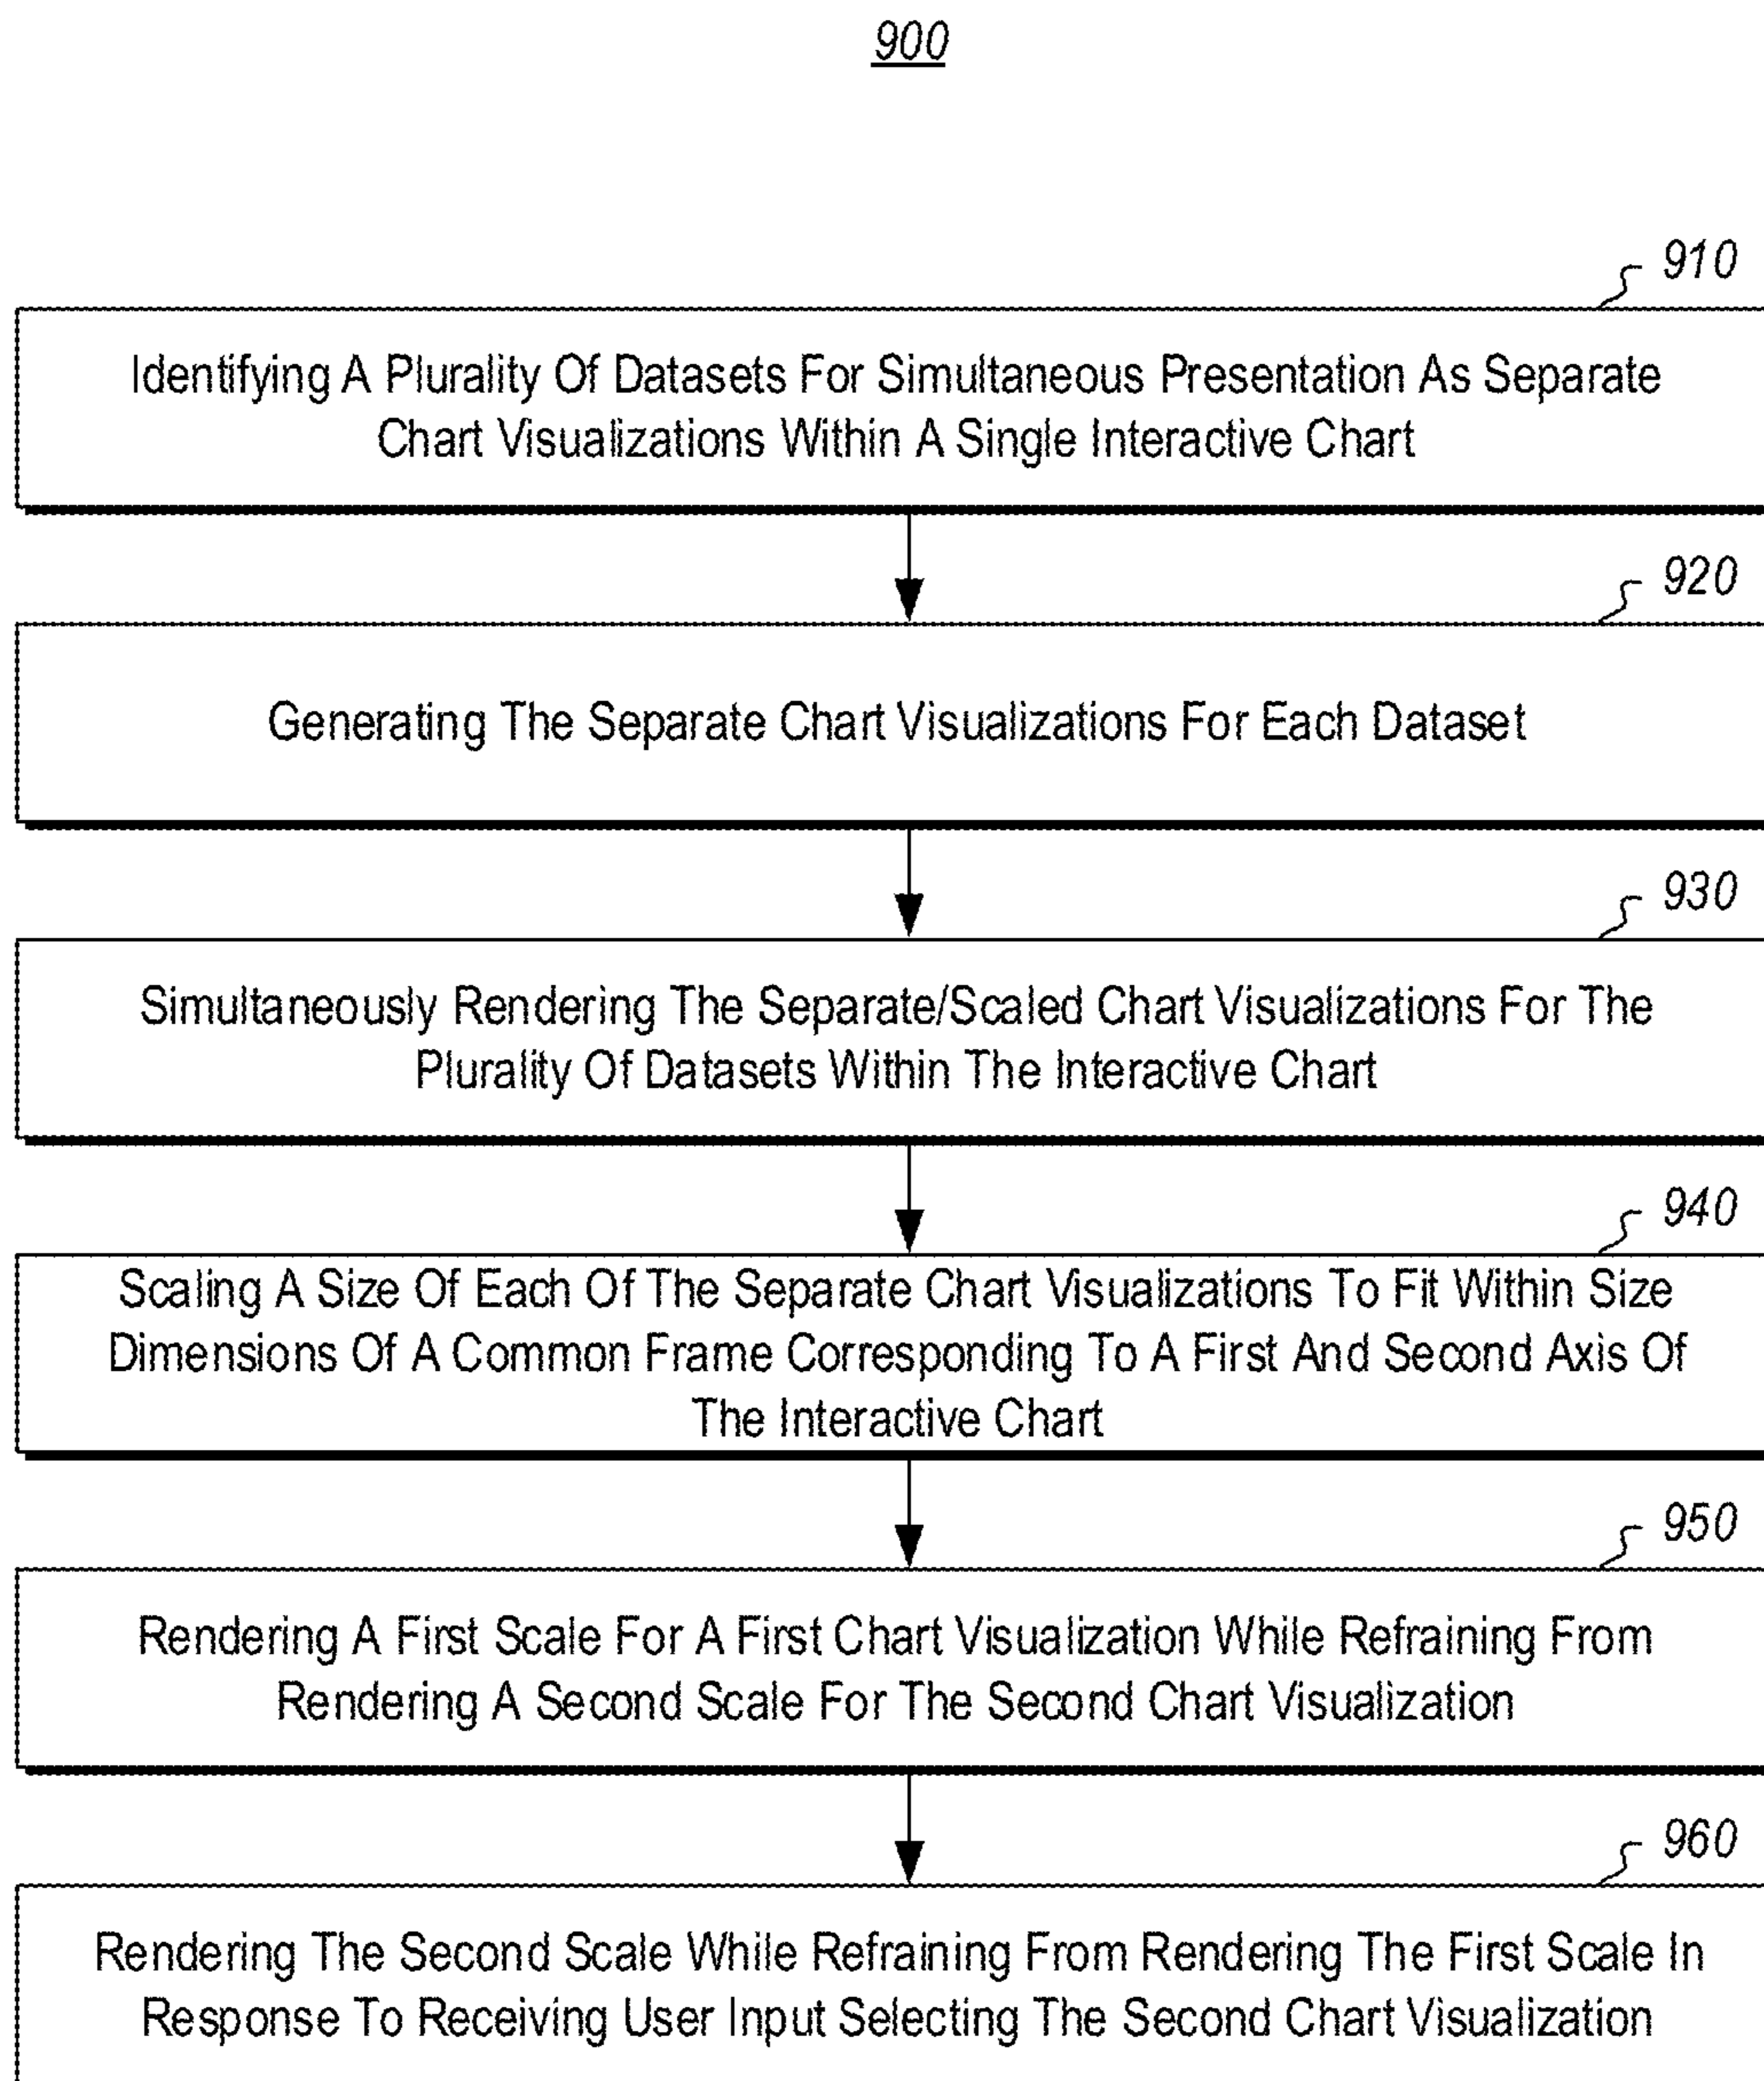 900
910
Identifying A Plurality Of Datasets For Simultaneous Presentation As Separate
Chart Visualizations Within A Single Interactive Chart
920
Generating The Separate Chart Visualizations For Each Dataset
930
Simultaneously Rendering The Separate/Scaled Chart Visualizations For The
Plurality Of Datasets Within The Interactive Chart
940
Scaling A Size Of Each Of The Separate Chart Visualizations To Fit Within Size
Dimensions Of A Common Frame Corresponding To A First And Second Axis Of
The Interactive Chart
950
Rendering A First Scale For A First Chart Visualization While Refraining From
Rendering A Second Scale For The Second Chart Visualization
960
Rendering The Second Scale While Refraining From Rendering The First Scale In
Response To Receiving User Input Selecting The Second Chart Visualization